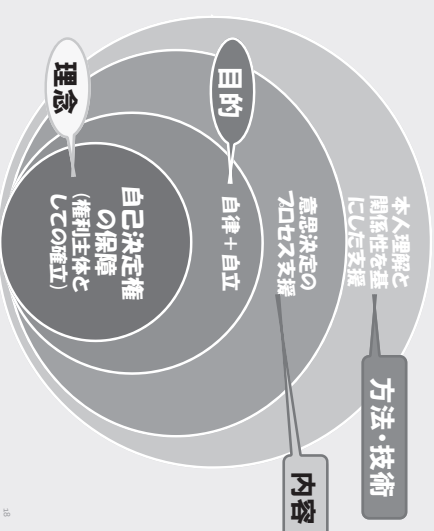 本人理解と
関係性を基
にした支援
方法・技術
意思決定の
プロセス支援
内容
目的
自律+自立
理念
自己決定権
の保障
(権利主体と
しての確立)
18